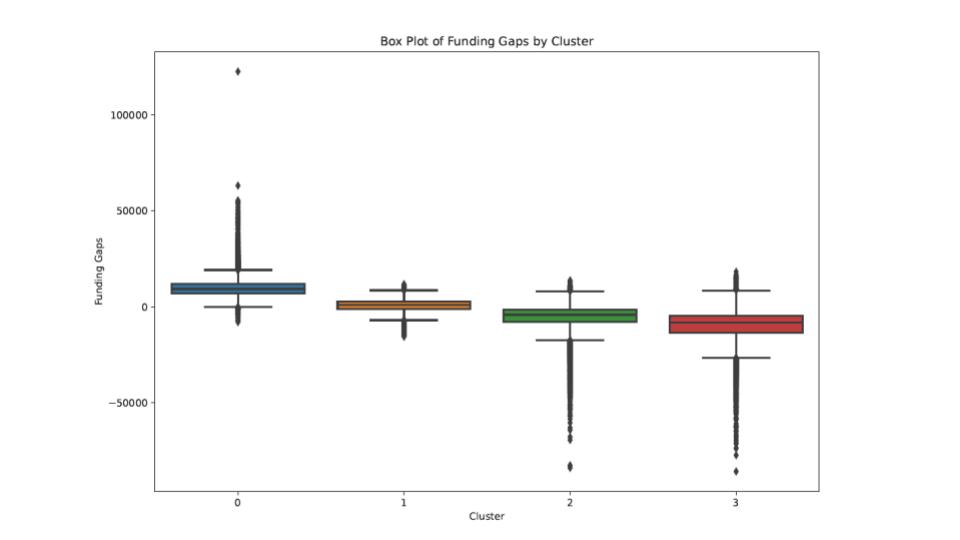 Box Plot of Funding Gaps by Cluster
100000
50000
0
−50000
Funding Gaps
0 1 2 3
Cluster